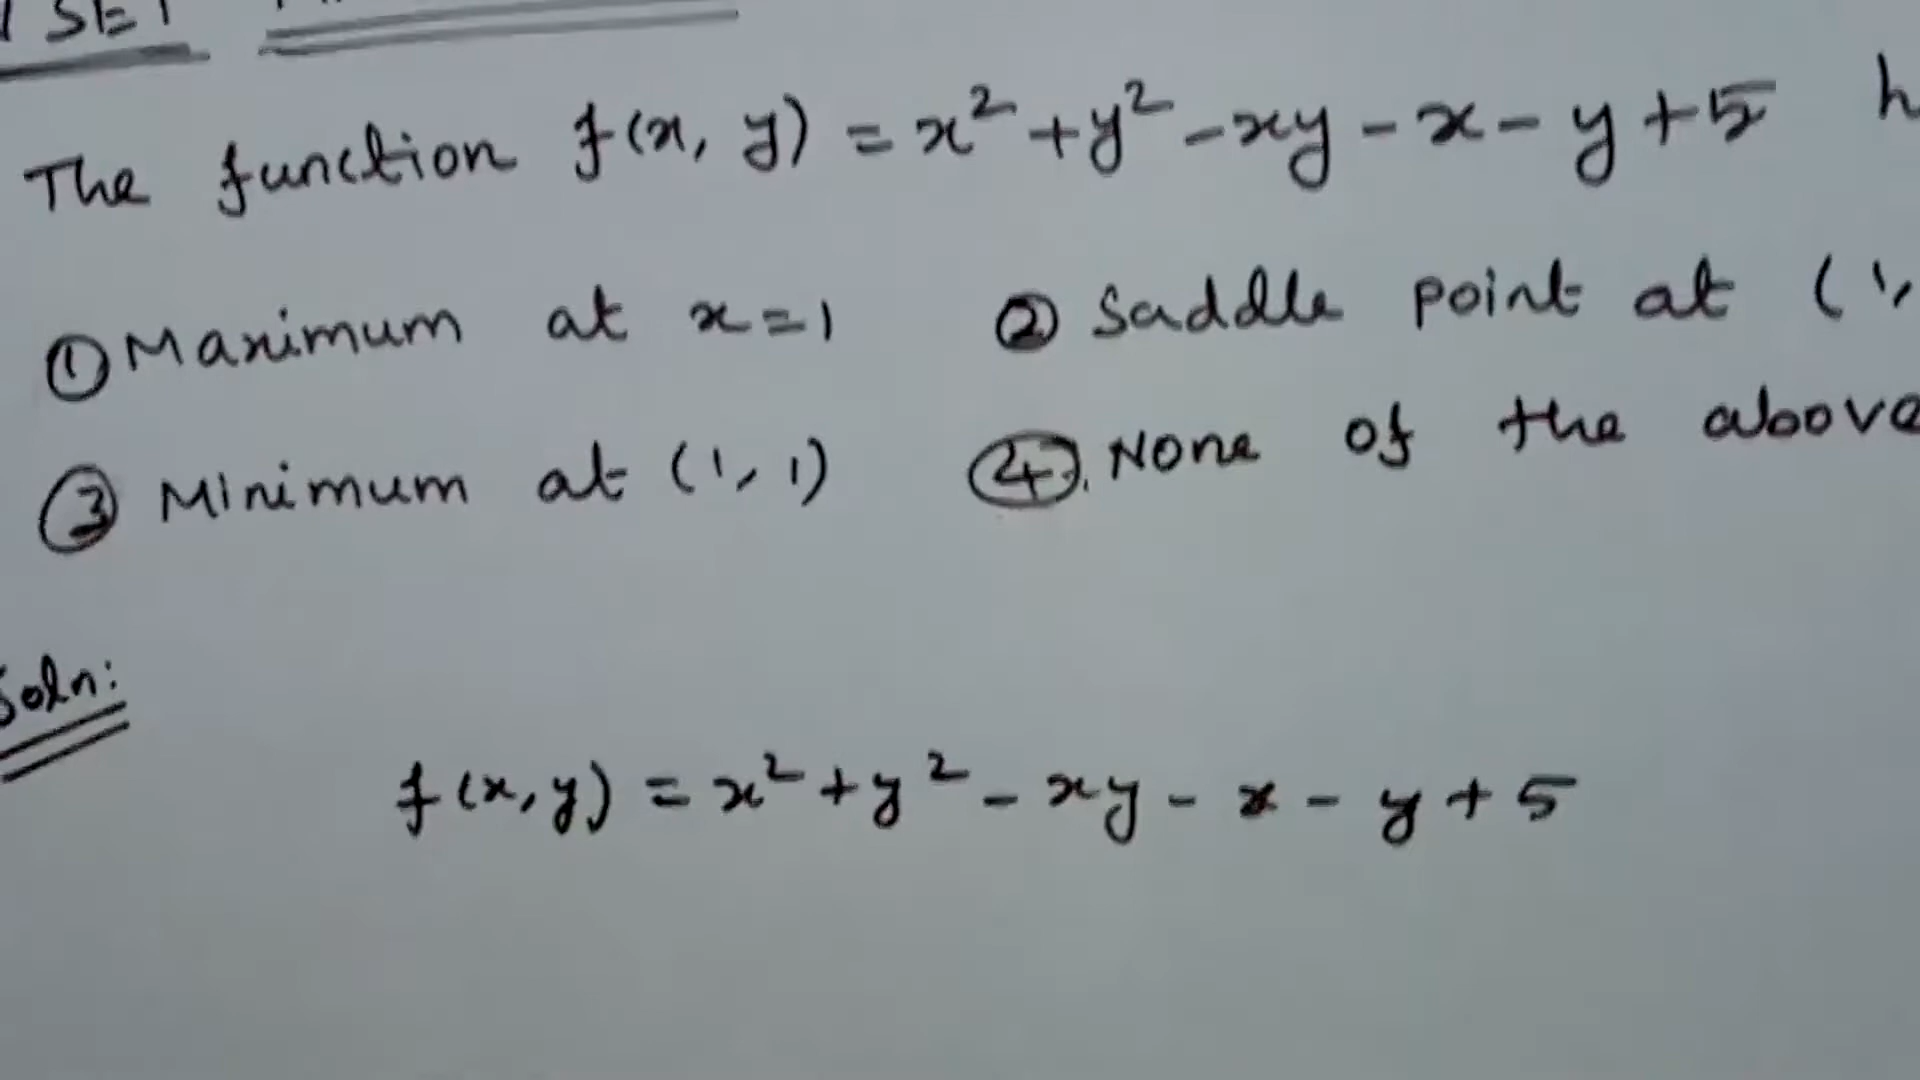 The function f(x, y) = x² + y² - xy - x - y + 5
① Maximum at x = 1 ② Saddle point at (1,
③ Minimum at (1, 1) ④. None of the above
Soln:
f(x, y) = x² + y² - xy - x - y + 5